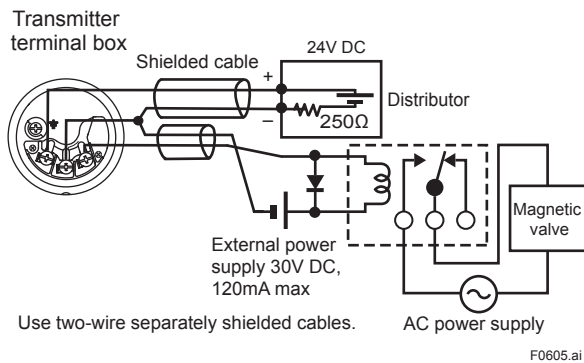 Transmitter
terminal box
Shielded cable
24V DC
+
–
250Ω
Distributor
External power
supply 30V DC,
120mA max
Magnetic
valve
Use two-wire separately shielded cables.
AC power supply
F0605.ai